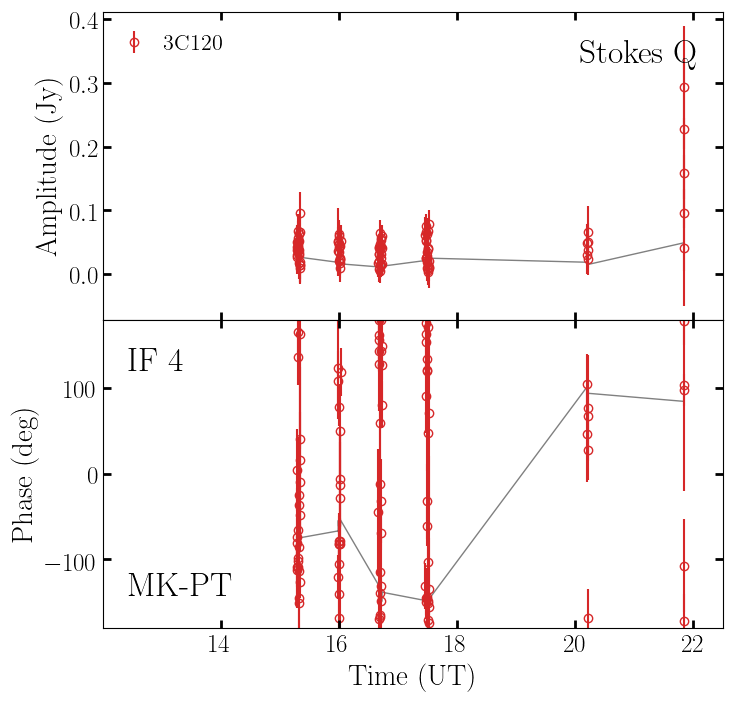 3C120
Stokes Q
Amplitude (Jy)
0.4
0.3
0.2
0.1
0.0
IF 4
MK-PT
Phase (deg)
100
0
−100
14 16 18 20 22
Time (UT)